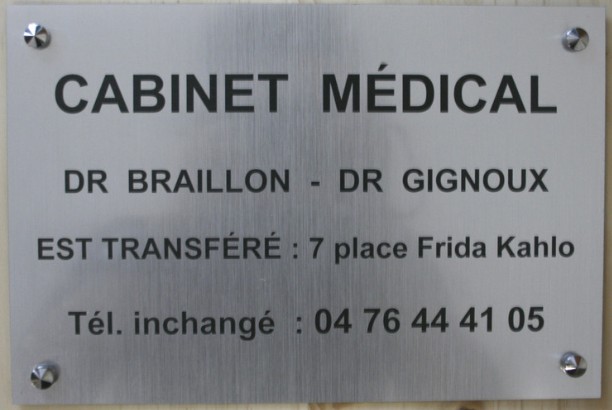 CABINET MÉDICAL
DR BRAILLON - DR GIGNOUX
EST TRANSFÉRÉ : 7 place Frida Kahlo
Tél. inchangé : 04 76 44 41 05